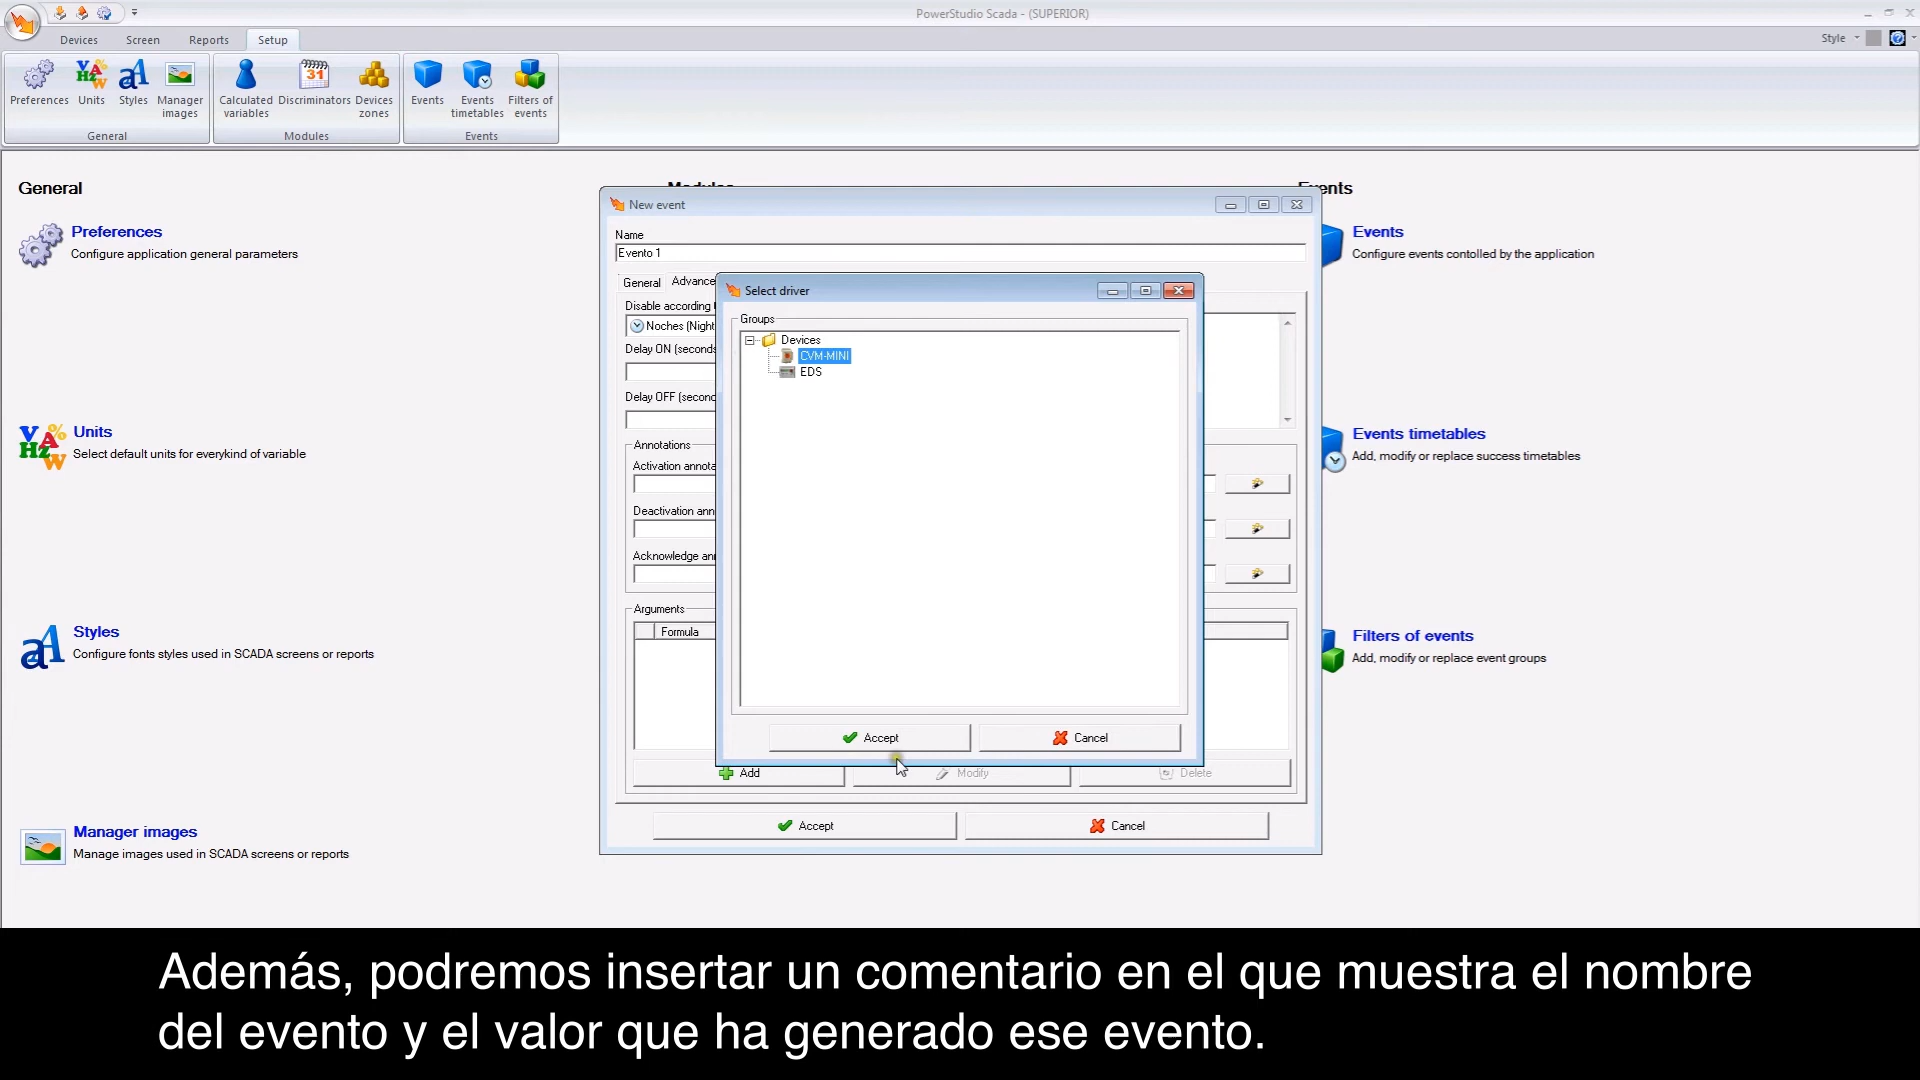 PowerStudio Scada - (SUPERIOR)
Devices Screen Reports Setup
Style
Preferences Units Styles Manager images
Calculated variables Discriminators Devices zones
Events Events timetables Filters of events
General Modules Events
General
Modules
Events
Preferences
Configure application general parameters
Units
Select default units for everykind of variable
Styles
Configure fonts styles used in SCADA screens or reports
Manager images
Manage images used in SCADA screens or reports
New event
Name
Evento 1
General Advance
Disable according
Noches (Night
Delay ON (seconds
Delay OFF (second
Annotations
Activation annota
Deactivation ann
Acknowledge an
Arguments
Formula
Add Modify Delete
Accept Cancel
Select driver
Groups
Devices
CVM-MINI
EDS
Accept Cancel
Events
Configure events contolled by the application
Events timetables
Add, modify or replace success timetables
Filters of events
Add, modify or replace event groups
Además, podremos insertar un comentario en el que muestra el nombre
del evento y el valor que ha generado ese evento.